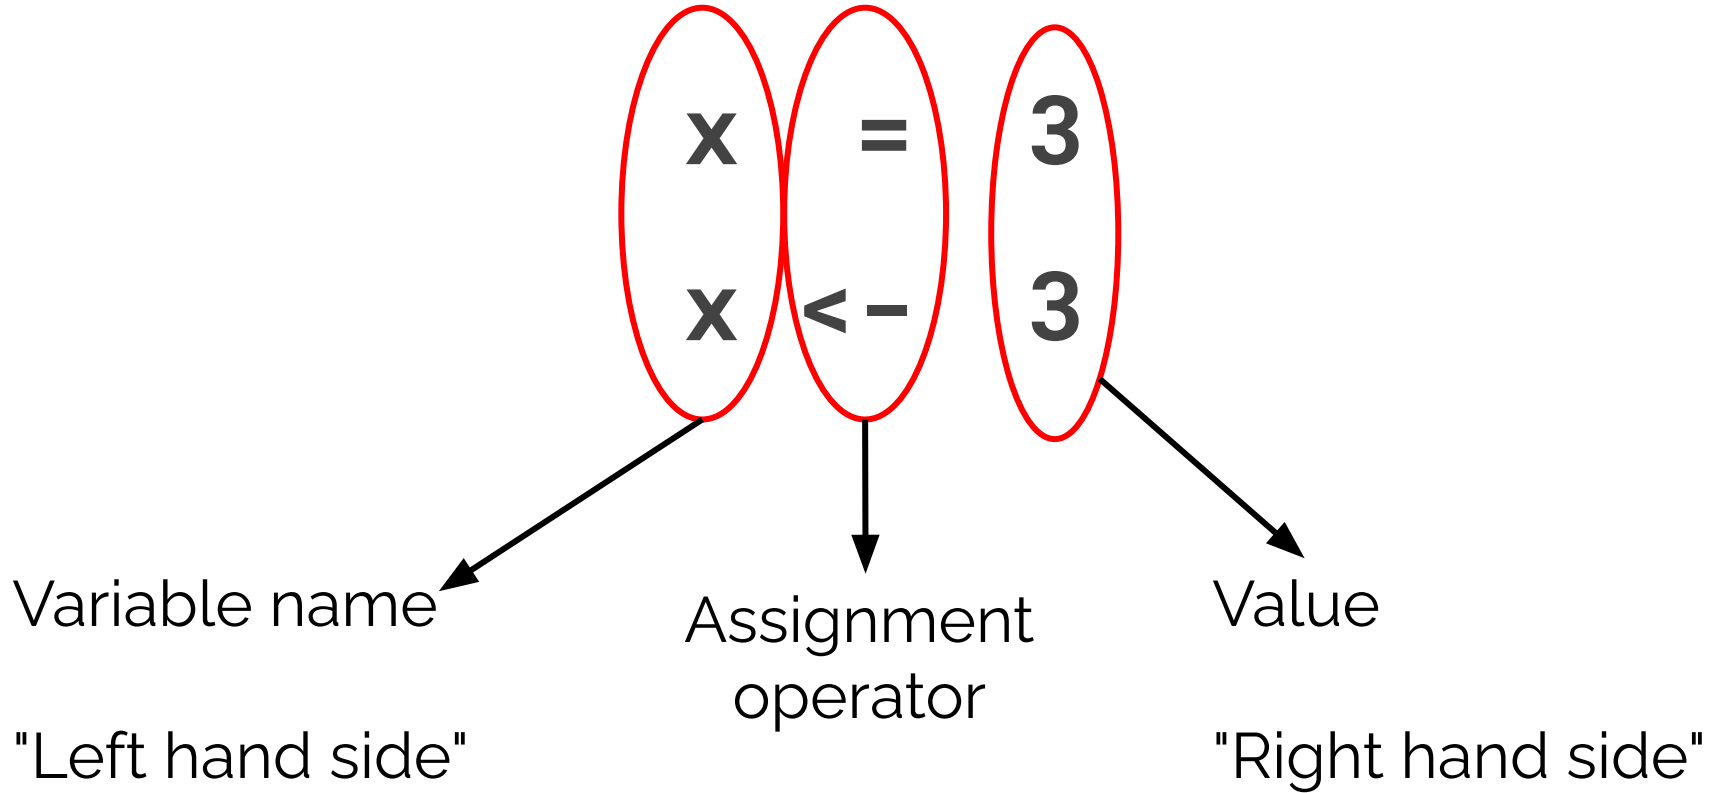 x = 3
x <- 3
Variable name
Assignment
operator
Value
"Left hand side"
"Right hand side"